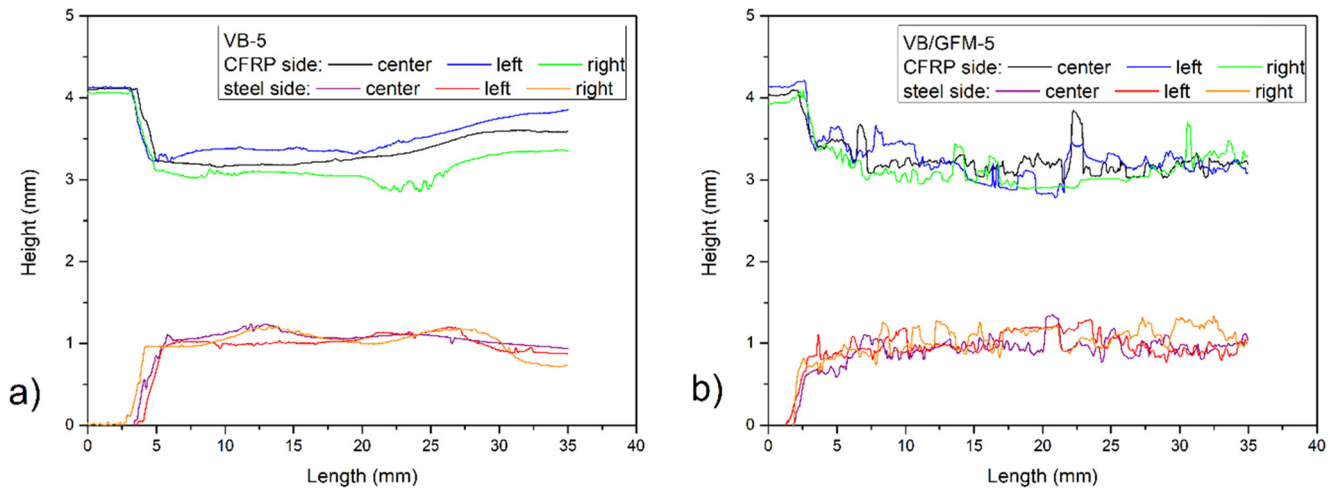 a)
Height (mm)
5
4
3
2
1
0
VB-5
CFRP side: center left right
steel side: center left right
0 5 10 15 20 25 30 35 40
Length (mm)
b)
Height (mm)
5
4
3
2
1
0
VB/GFM-5
CFRP side: center left right
steel side: center left right
0 5 10 15 20 25 30 35 40
Length (mm)